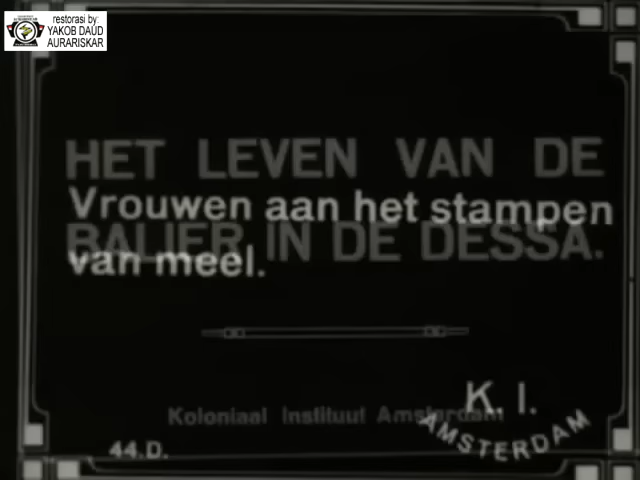 restorasi by:
YAKOB DAUD
AURARISKAR
HET LEVEN VAN DE
Vrouwen aan het stampen
BALIER IN DE DESSA.
van meel.
K. I.
Koloniaal Instituut Amsterdam
AMSTERDAM
44.D.